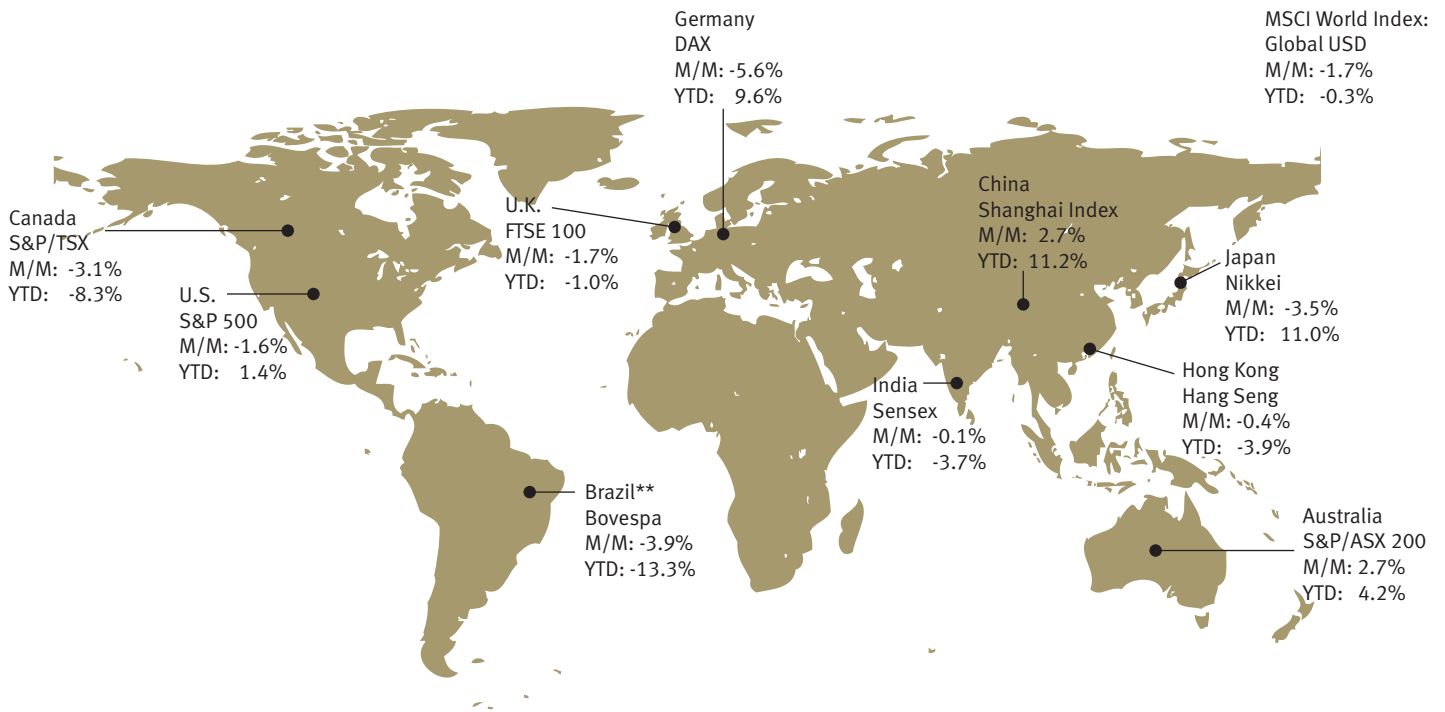 Germany
DAX
M/M: -5.6%
YTD: 9.6%
MSCI World Index:
Global USD
M/M: -1.7%
YTD: -0.3%
Canada
S&P/TSX
M/M: -3.1%
YTD: -8.3%
U.S.
S&P 500
M/M: -1.6%
YTD: 1.4%
U.K.
FTSE 100
M/M: -1.7%
YTD: -1.0%
China
Shanghai Index
M/M: 2.7%
YTD: 11.2%
Japan
Nikkei
M/M: -3.5%
YTD: 11.0%
Hong Kong
Hang Seng
M/M: -0.4%
YTD: -3.9%
India
Sensex
M/M: -0.1%
YTD: -3.7%
Brazil**
Bovespa
M/M: -3.9%
YTD: -13.3%
Australia
S&P/ASX 200
M/M: 2.7%
YTD: 4.2%